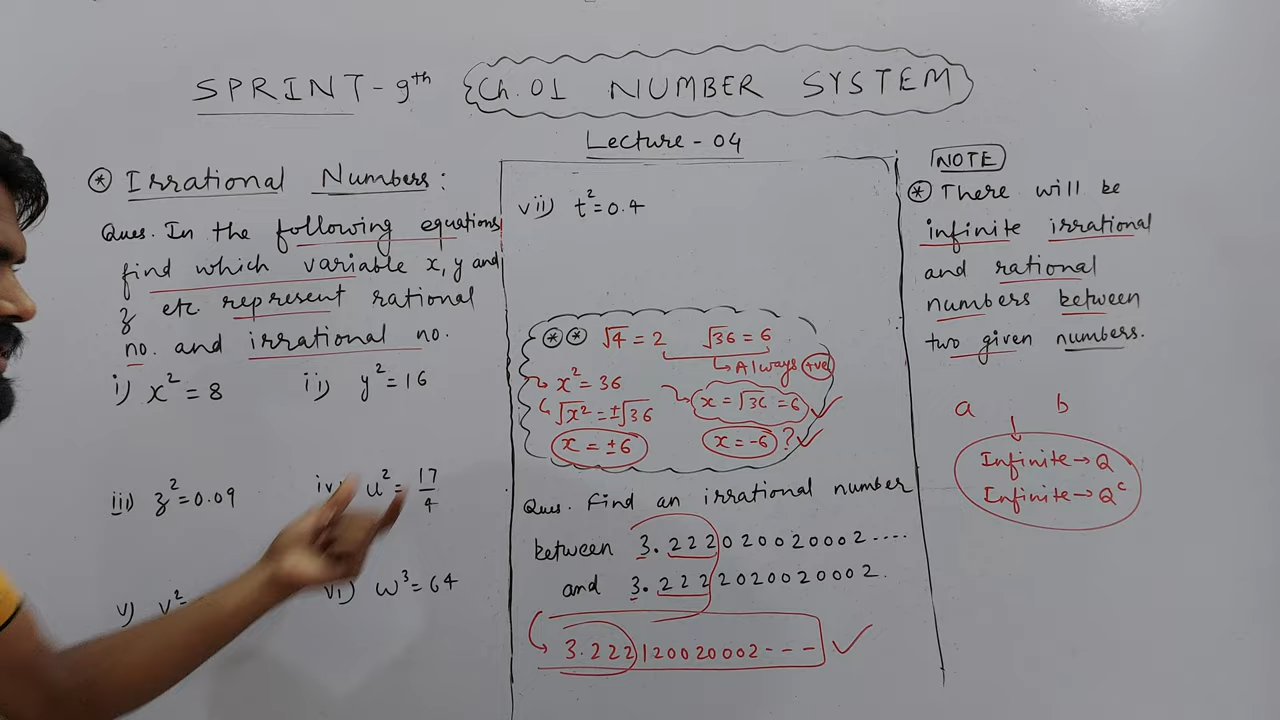 SPRINT-9th Ch.01 NUMBER SYSTEM
Lecture - 04
⊛ Irrational Numbers:
Ques. In the following equations
find which variable x, y and
z etc represent rational
no. and irrational no.
i) x² = 8 ii) y² = 16
iii) z² = 0.09 iv) u² = 17/4
v) v² = vi) w³ = 64
vii) t² = 0.4
⊛ ⊛ √4 = 2 √36 = 6
↳ Always +ve
x² = 36 x = √36 = 6 ✓
√x² = ±√36
x = ±6 x = -6 ? ✓
Ques. Find an irrational number
between 3.222020020002....
and 3.2222020020002.
3.222120020002--- ✓
NOTE
⊛ There will be
infinite irrational
and rational
numbers between
two given numbers.
a b
Infinite → Q
Infinite → Qᶜ